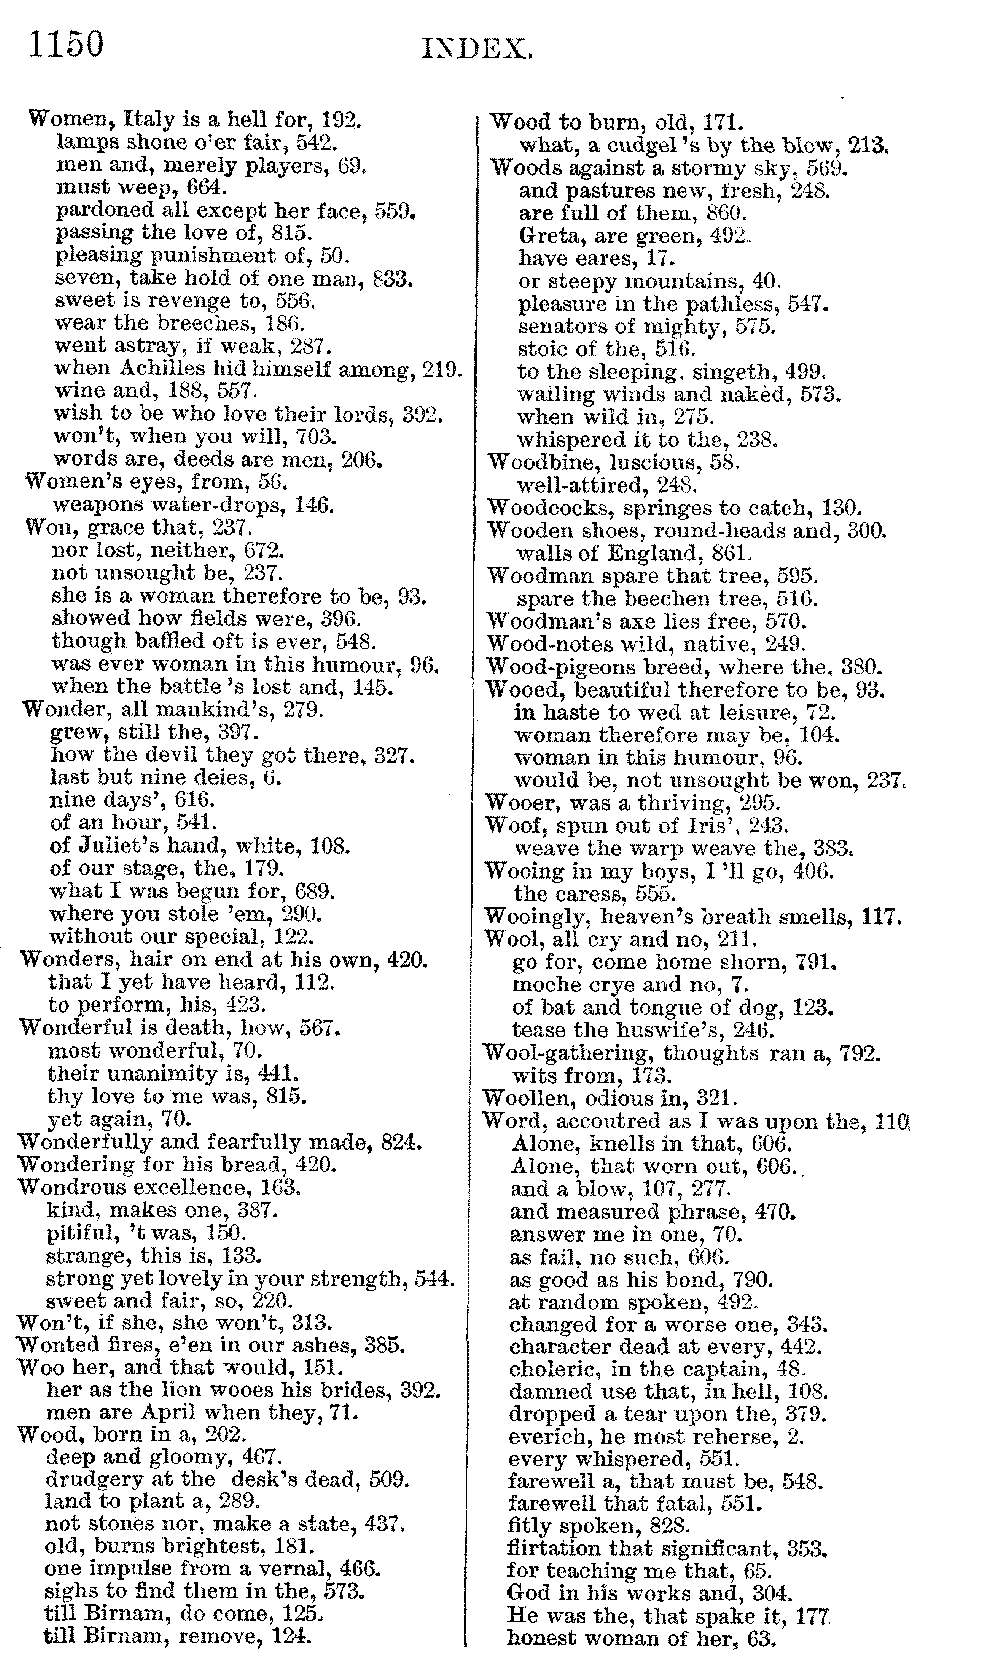 1150
INDEX.
Women, Italy is a hell for, 192.
lamps shone o'er fair, 542.
men and, merely players, 69.
must weep, 664.
pardoned all except her face, 559.
passing the love of, 815.
pleasing punishment of, 50.
seven, take hold of one man, 833.
sweet is revenge to, 556.
wear the breeches, 186.
went astray, if weak, 287.
when Achilles hid himself among, 219.
wine and, 188, 557.
wish to be who love their lords, 392.
won't, when you will, 703.
words are, deeds are men, 206.
Women's eyes, from, 56.
weapons water-drops, 146.
Won, grace that, 237.
nor lost, neither, 672.
not unsought be, 237.
she is a woman therefore to be, 93.
showed how fields were, 396.
though baffled oft is ever, 548.
was ever woman in this humour, 96.
when the battle 's lost and, 145.
Wonder, all mankind's, 279.
grew, still the, 397.
how the devil they got there, 327.
last but nine deies, 6.
nine days', 616.
of an hour, 541.
of Juliet's hand, white, 108.
of our stage, the, 179.
what I was begun for, 689.
where you stole 'em, 290.
without our special, 122.
Wonders, hair on end at his own, 420.
that I yet have heard, 112.
to perform, his, 423.
Wonderful is death, how, 567.
most wonderful, 70.
their unanimity is, 441.
thy love to me was, 815.
yet again, 70.
Wonderfully and fearfully made, 824.
Wondering for his bread, 420.
Wondrous excellence, 163.
kind, makes one, 387.
pitiful, 't was, 150.
strange, this is, 133.
strong yet lovely in your strength, 544.
sweet and fair, so, 220.
Won't, if she, she won't, 313.
Wonted fires, e'en in our ashes, 385.
Woo her, and that would, 151.
her as the lion wooes his brides, 392.
men are April when they, 71.
Wood, born in a, 202.
deep and gloomy, 467.
drudgery at the desk's dead, 509.
land to plant a, 289.
not stones nor, make a state, 437.
old, burns brightest, 181.
one impulse from a vernal, 466.
sighs to find them in the, 573.
till Birnam, do come, 125.
till Birnam, remove, 124.
Wood to burn, old, 171.
what, a cudgel 's by the blow, 213.
Woods against a stormy sky, 569.
and pastures new, fresh, 248.
are full of them, 860.
Greta, are green, 492.
have eares, 17.
or steepy mountains, 40.
pleasure in the pathless, 547.
senators of mighty, 575.
stoic of the, 516.
to the sleeping, singeth, 499.
wailing winds and nakèd, 573.
when wild in, 275.
whispered it to the, 238.
Woodbine, luscious, 58.
well-attired, 248.
Woodcocks, springes to catch, 130.
Wooden shoes, round-heads and, 300.
walls of England, 861.
Woodman spare that tree, 595.
spare the beechen tree, 516.
Woodman's axe lies free, 570.
Wood-notes wild, native, 249.
Wood-pigeons breed, where the, 380.
Wooed, beautiful therefore to be, 93.
in haste to wed at leisure, 72.
woman therefore may be, 104.
woman in this humour, 96.
would be, not unsought be won, 237.
Wooer, was a thriving, 295.
Woof, spun out of Iris', 243.
weave the warp weave the, 383.
Wooing in my boys, I 'll go, 406.
the caress, 555.
Wooingly, heaven's breath smells, 117.
Wool, all cry and no, 211.
go for, come home shorn, 791.
moche crye and no, 7.
of bat and tongue of dog, 123.
tease the huswife's, 246.
Wool-gathering, thoughts ran a, 792.
wits from, 173.
Woollen, odious in, 321.
Word, accoutred as I was upon the, 110.
Alone, knells in that, 606.
Alone, that worn out, 606.
and a blow, 107, 277.
and measured phrase, 470.
answer me in one, 70.
as fail, no such, 606.
as good as his bond, 790.
at random spoken, 492.
changed for a worse one, 343.
character dead at every, 442.
choleric, in the captain, 48.
damned use that, in hell, 108.
dropped a tear upon the, 379.
everich, he most reherse, 2.
every whispered, 551.
farewell a, that must be, 548.
farewell that fatal, 551.
fitly spoken, 828.
flirtation that significant, 353.
for teaching me that, 65.
God in his works and, 304.
He was the, that spake it, 177.
honest woman of her, 63.